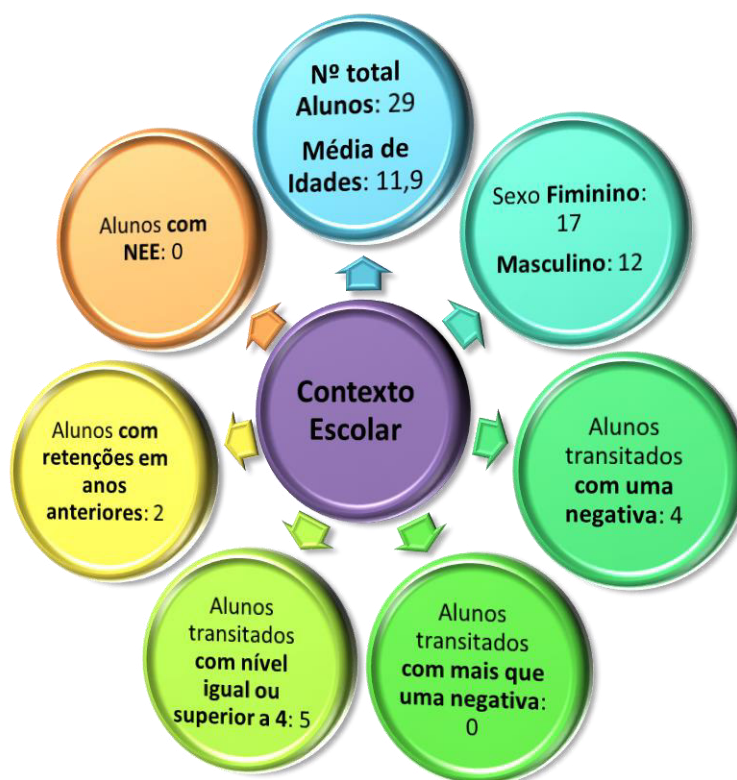 Nº total
Alunos: 29
Média de
Idades: 11,9
Sexo Fiminino:
17
Masculino: 12
Alunos
transitados
com uma
negativa: 4
Alunos
transitados
com mais que
uma negativa:
0
Alunos
transitados
com nível
igual ou
superior a 4: 5
Alunos com
retenções em
anos
anteriores: 2
Alunos com
NEE: 0
Contexto
Escolar